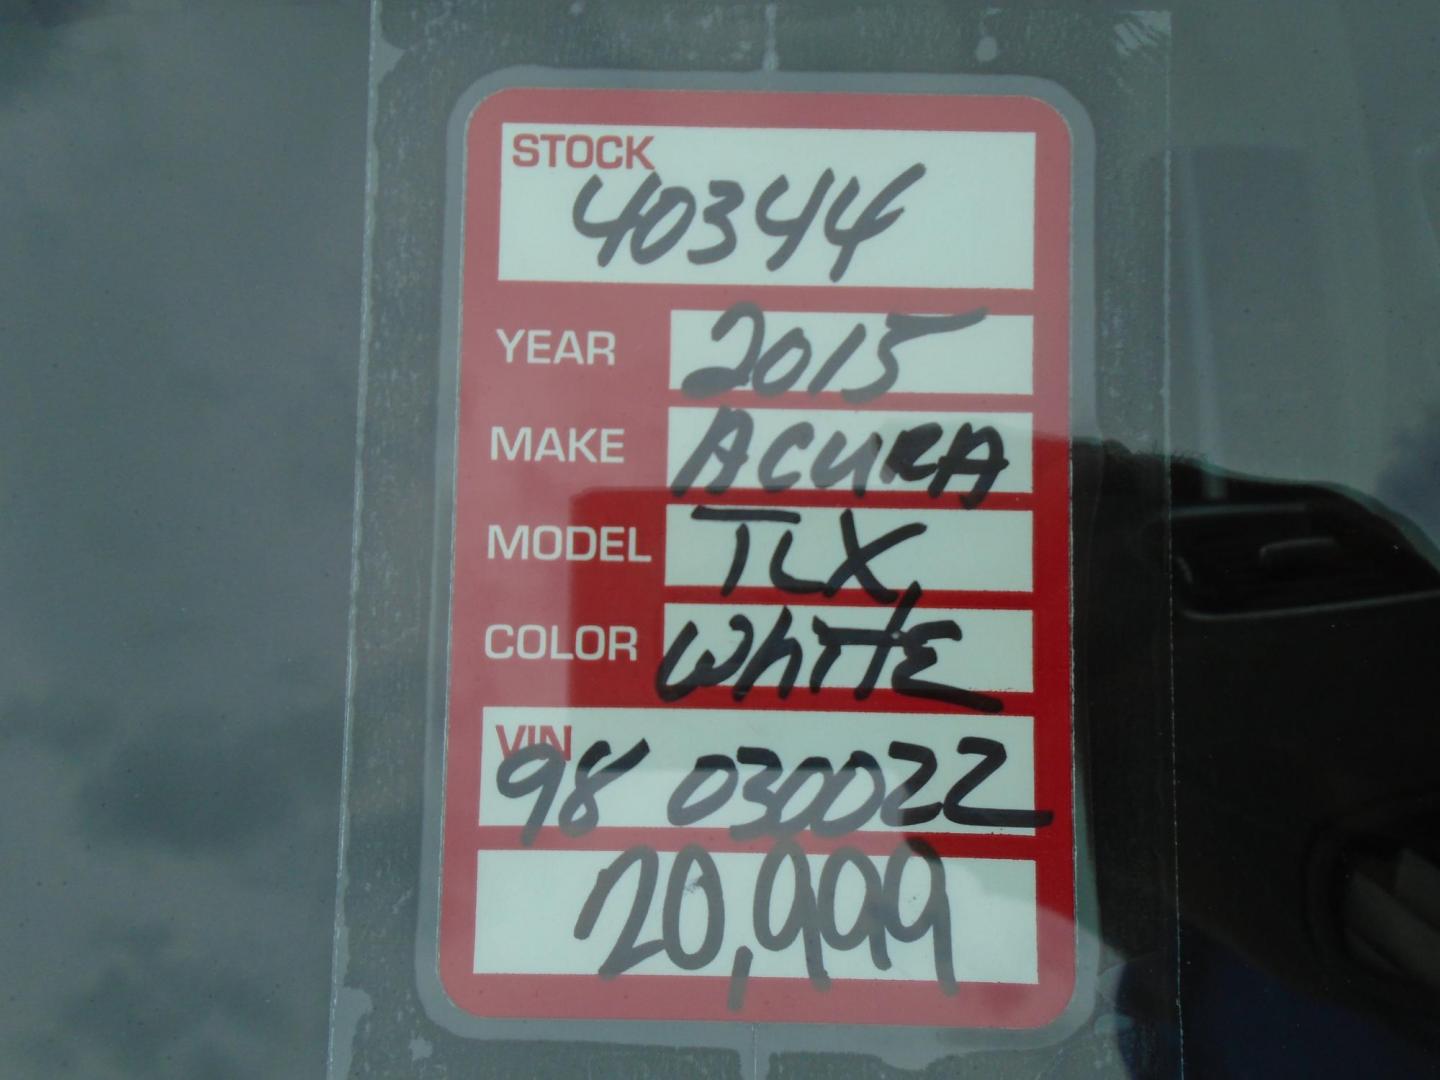 STOCK
40344
YEAR 2015
MAKE ACURA
MODEL TLX
COLOR WHITE
VIN
98 030022
20,999